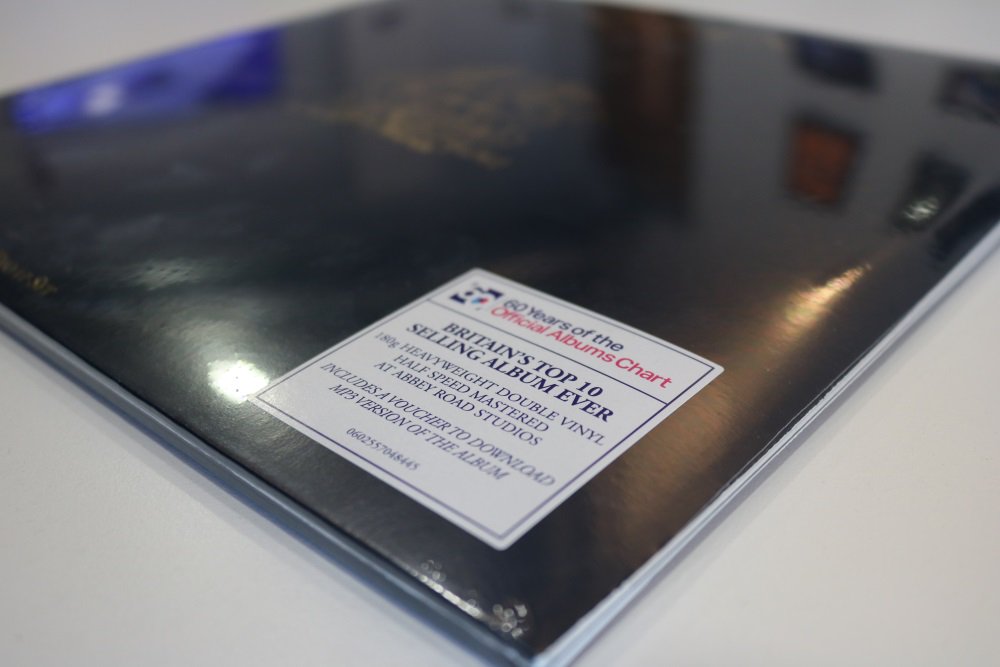 60 Years of the
Official Albums Chart
BRITAIN'S TOP 10
SELLING ALBUM EVER
180g HEAVYWEIGHT DOUBLE VINYL
HALF SPEED MASTERED
AT ABBEY ROAD STUDIOS
INCLUDES A VOUCHER TO DOWNLOAD
MP3 VERSION OF THE ALBUM
0602557048445